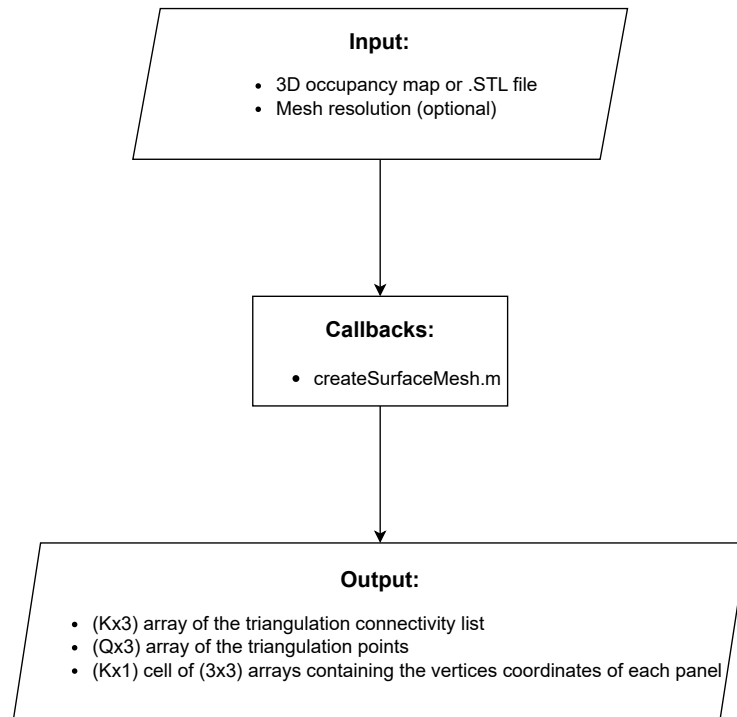 Input:
• 3D occupancy map or .STL file
• Mesh resolution (optional)
Callbacks:
• createSurfaceMesh.m
Output:
• (Kx3) array of the triangulation connectivity list
• (Qx3) array of the triangulation points
• (Kx1) cell of (3x3) arrays containing the vertices coordinates of each panel